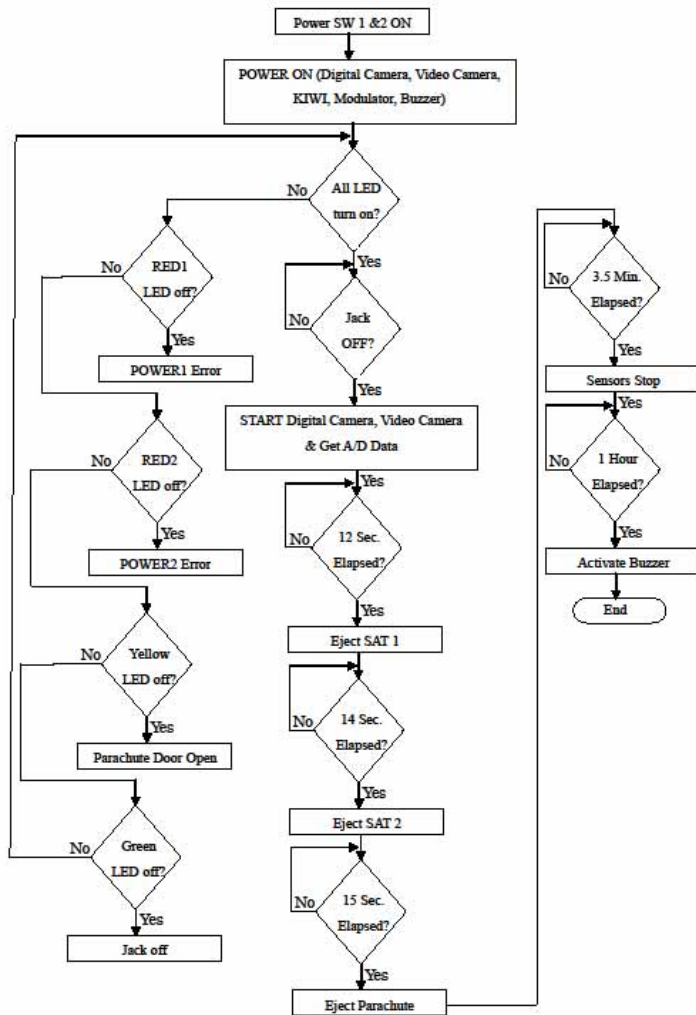 Power SW 1 &2 ON
POWER ON (Digital Camera, Video Camera,
KIWI, Modulator, Buzzer)
All LED
turn on?
No
Yes
RED1
LED off?
No
Yes
POWER1 Error
RED2
LED off?
No
Yes
POWER2 Error
Yellow
LED off?
No
Yes
Parachute Door Open
Green
LED off?
No
Yes
Jack off
Jack
OFF?
No
Yes
START Digital Camera, Video Camera
& Get A/D Data
Yes
12 Sec.
Elapsed?
No
Yes
Eject SAT 1
14 Sec.
Elapsed?
No
Yes
Eject SAT 2
15 Sec.
Elapsed?
No
Yes
Eject Parachute
3.5 Min.
Elapsed?
No
Yes
Sensors Stop
Yes
1 Hour
Elapsed?
No
Yes
Activate Buzzer
End